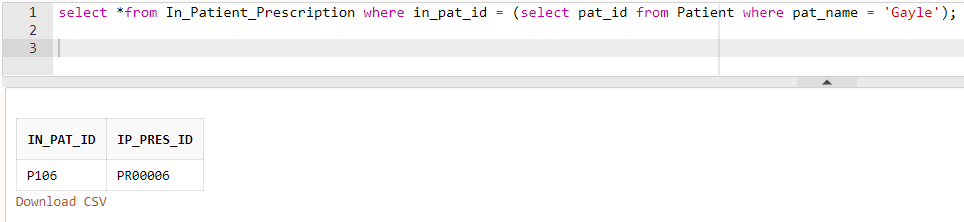 1 select *from In_Patient_Prescription where in_pat_id = (select pat_id from Patient where pat_name = 'Gayle');
2
3
IN_PAT_ID IP_PRES_ID
P106 PR00006
Download CSV